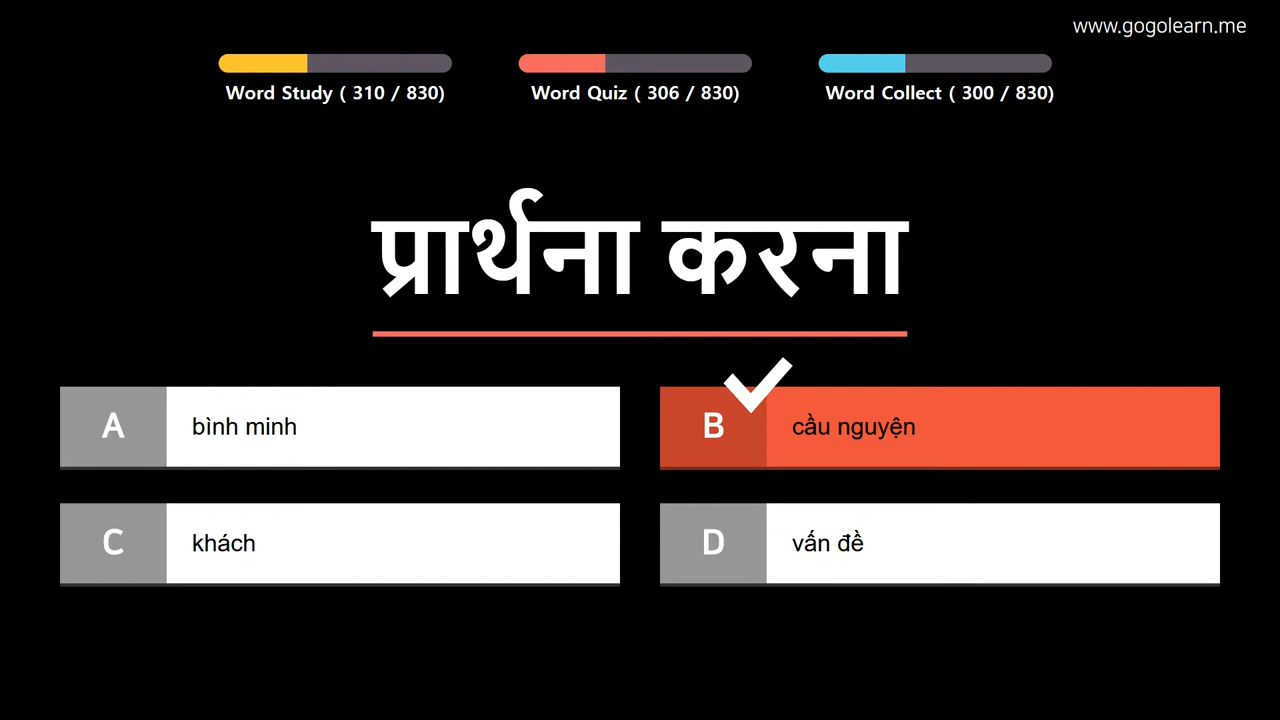 www.gogolearn.me
Word Study ( 310 / 830)
Word Quiz ( 306 / 830)
Word Collect ( 300 / 830)
प्रार्थना करना
A bình minh
B cầu nguyện
C khách
D vấn đề